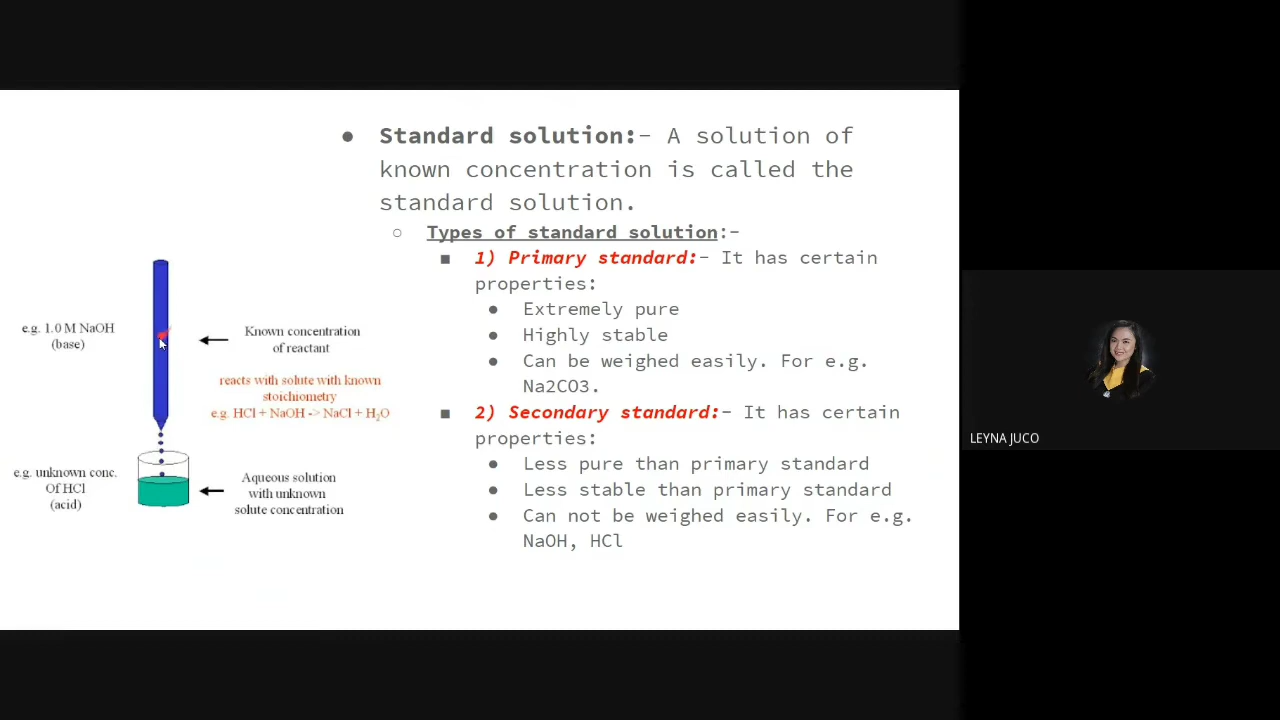 ● Standard solution:- A solution of
known concentration is called the
standard solution.
○ Types of standard solution:-
■ 1) Primary standard:- It has certain
properties:
● Extremely pure
● Highly stable
● Can be weighed easily. For e.g.
Na2CO3.
■ 2) Secondary standard:- It has certain
properties:
● Less pure than primary standard
● Less stable than primary standard
● Can not be weighed easily. For e.g.
NaOH, HCl
e.g. 1.0 M NaOH
(base)
Known concentration
of reactant
reacts with solute with known
stoichiometry
e.g. HCl + NaOH -> NaCl + H₂O
e.g. unknown conc.
Of HCl
(acid)
Aqueous solution
with unknown
solute concentration
LEYNA JUCO